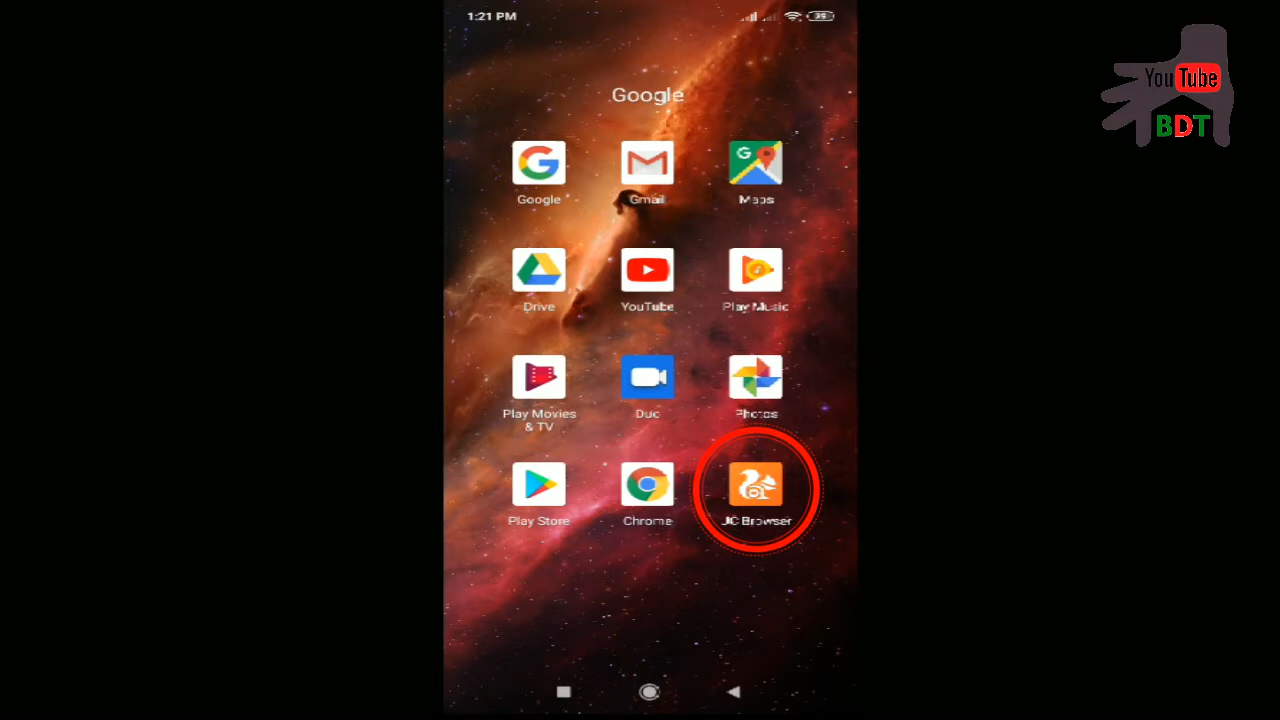 1:21 PM
35
YouTube
BDT
Google
Google
Gmail
Maps
Drive
YouTube
Play Music
Play Movies
& TV
Duo
Photos
Play Store
Chrome
UC Browser